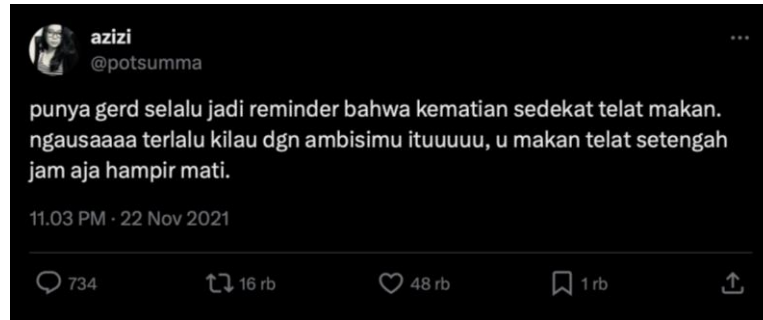 azizi
@potsumma
punya gerd selalu jadi reminder bahwa kematian sedekat telat makan.
ngausaaaa terlalu kilau dgn ambisimu ituuuuu, u makan telat setengah
jam aja hampir mati.
11.03 PM · 22 Nov 2021
734 16 rb 48 rb 1 rb